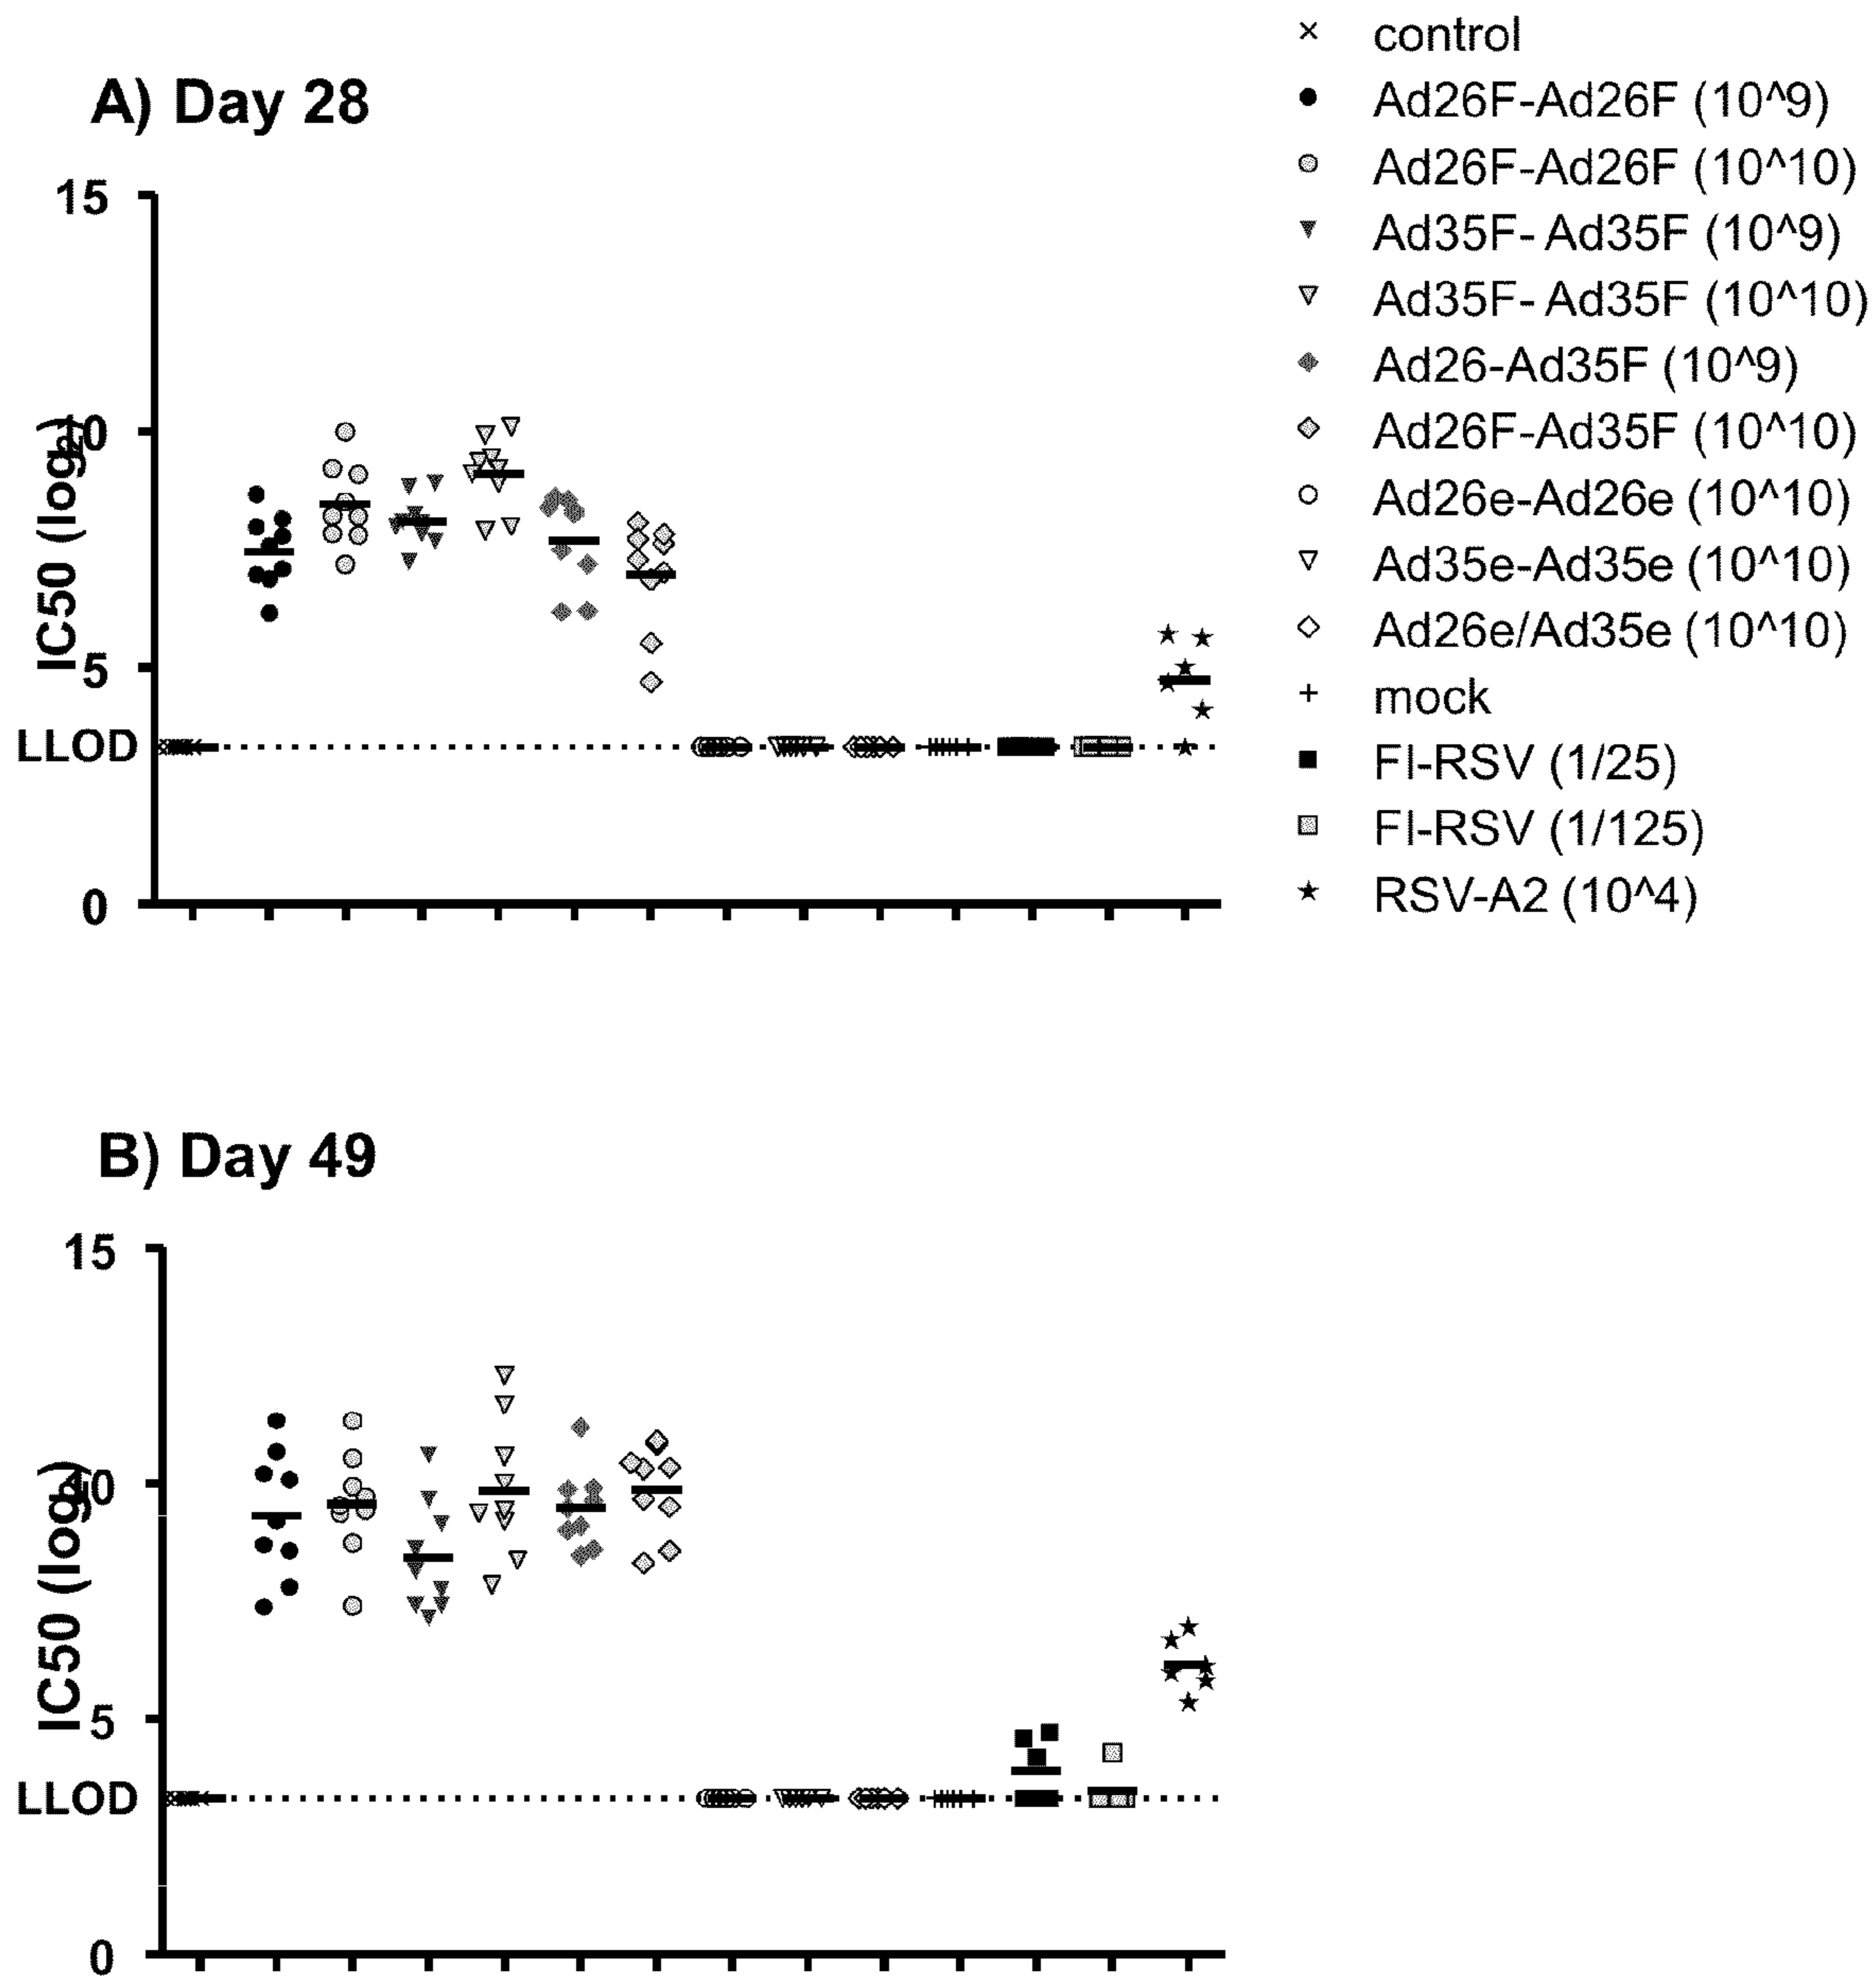 control
A) Day 28
Ad26F-Ad26F (10^9)
Ad26F-Ad26F (10^10)
15
Ad35F- Ad35F (10^9)
Ad35F- Ad35F (10^10)
Ad26-Ad35F (10^9)
10
Ad26F-Ad35F (10^10)
IC50 (log2)
Ad26e-Ad26e (10^10)
Ad35e-Ad35e (10^10)
Ad26e/Ad35e (10^10)
5
mock
LLOD
FI-RSV (1/25)
FI-RSV (1/125)
RSV-A2 (10^4)
0
B) Day 49
15
10
IC50 (log2)
5
LLOD
0